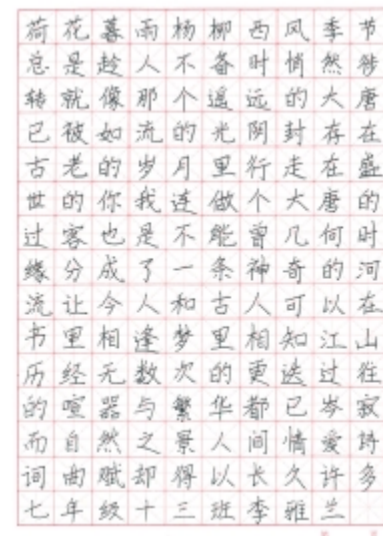 荷花暮雨杨柳西风季节
总是趁人不备时悄然徙
转就像那个遥远的大唐
已被如流的光阴封存在
古老的岁月里行走在盛
世的你我连做个大唐的
过客也是不能曾几何时
缘分成了一条神奇的河
流让今人和古人可以在
书里相逢梦里相知江山
历经无数次的更迭过往
的喧嚣与繁华都已岑寂
而自然之景人间情爱诗
词曲赋却得以长久许多
七年级十三班李雅兰